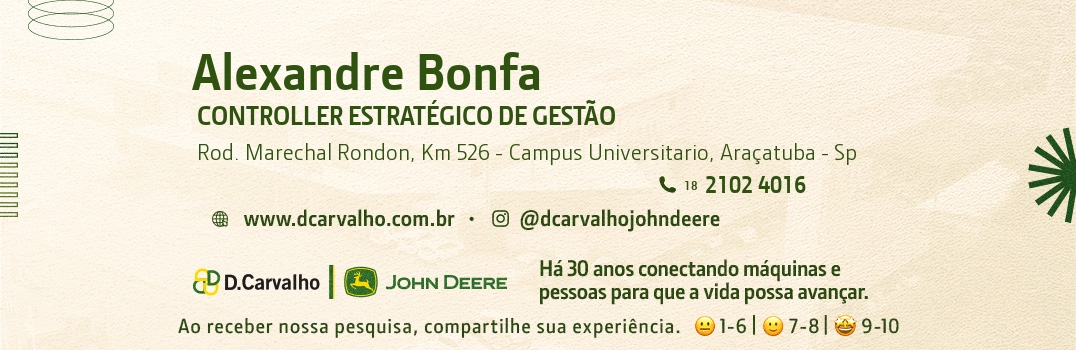 Alexandre Bonfa
CONTROLLER ESTRATÉGICO DE GESTÃO
Rod. Marechal Rondon, Km 526 - Campus Universitario, Araçatuba - Sp
18 2102 4016
www.dcarvalho.com.br • @dcarvalhojohndeere
D.Carvalho | JOHN DEERE
Há 30 anos conectando máquinas e
pessoas para que a vida possa avançar.
Ao receber nossa pesquisa, compartilhe sua experiência. 😐 1-6 | 🙂 7-8 | 🤩 9-10